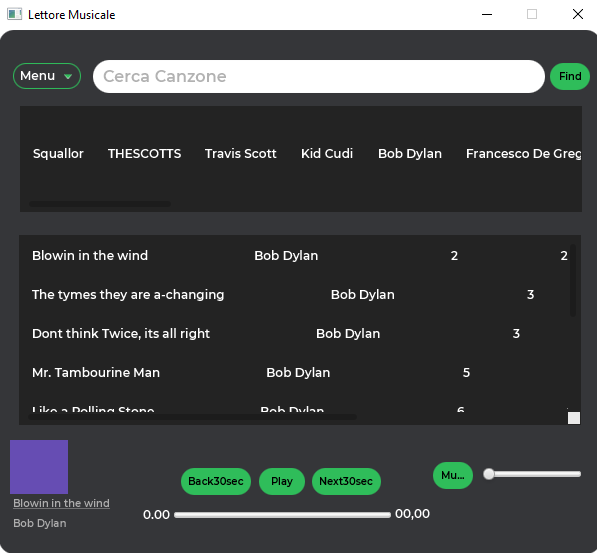 Lettore Musicale
Menu Cerca Canzone Find
Squallor THESCOTTS Travis Scott Kid Cudi Bob Dylan Francesco De Greg
Blowin in the wind Bob Dylan 2 2
The tymes they are a-changing Bob Dylan 3
Dont think Twice, its all right Bob Dylan 3
Mr. Tambourine Man Bob Dylan 5
Like a Rolling Stone Bob Dylan 6
Back30sec Play Next30sec Mu...
Blowin in the wind
0.00 00,00
Bob Dylan